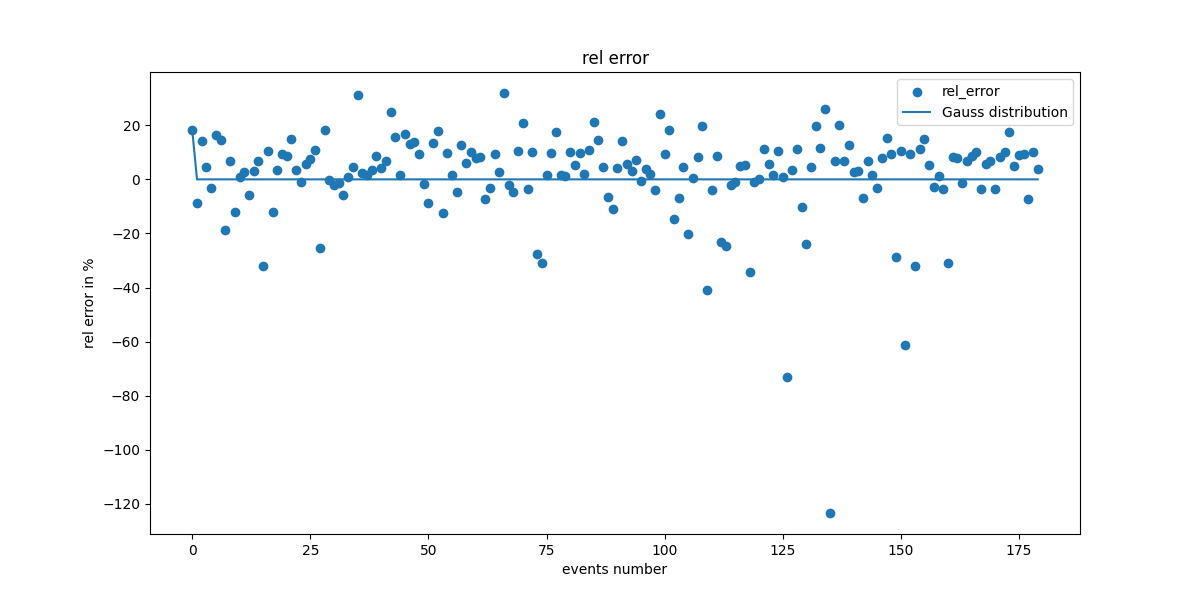 rel error
rel_error
Gauss distribution
20
0
−20
−40
−60
−80
−100
−120
rel error in %
0 25 50 75 100 125 150 175
events number